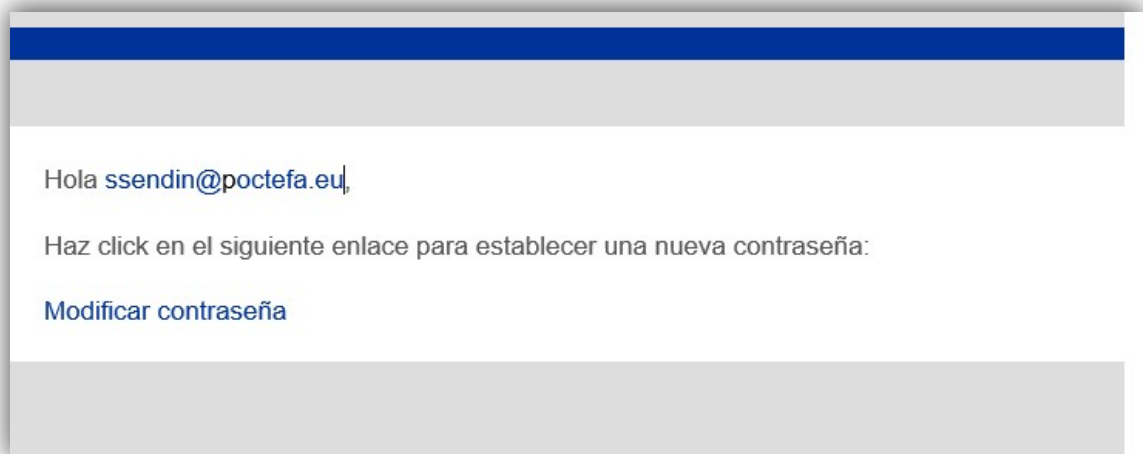 Hola ssendin@poctefa.eu,
Haz click en el siguiente enlace para establecer una nueva contraseña:
Modificar contraseña